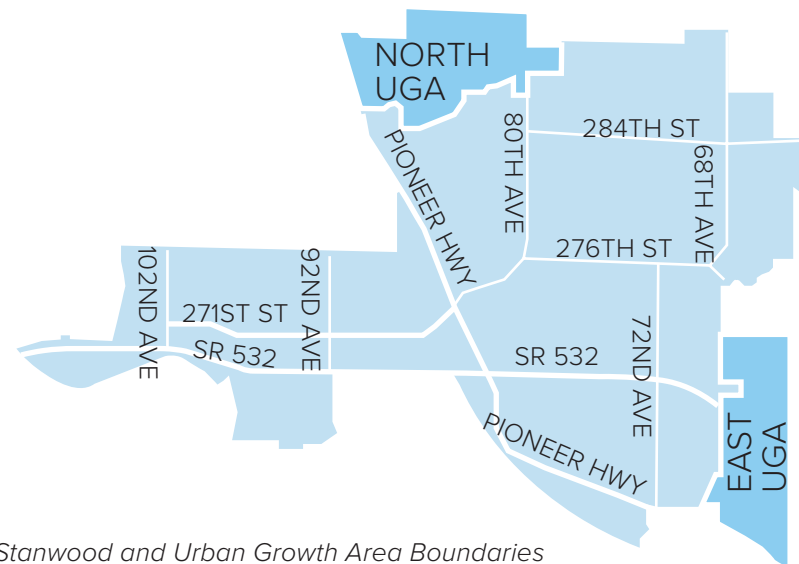 NORTH
UGA
284TH ST
80TH AVE
68TH AVE
PIONEER HWY
276TH ST
102ND AVE
92ND AVE
271ST ST
SR 532
SR 532
72ND AVE
PIONEER HWY
EAST
UGA
Stanwood and Urban Growth Area Boundaries